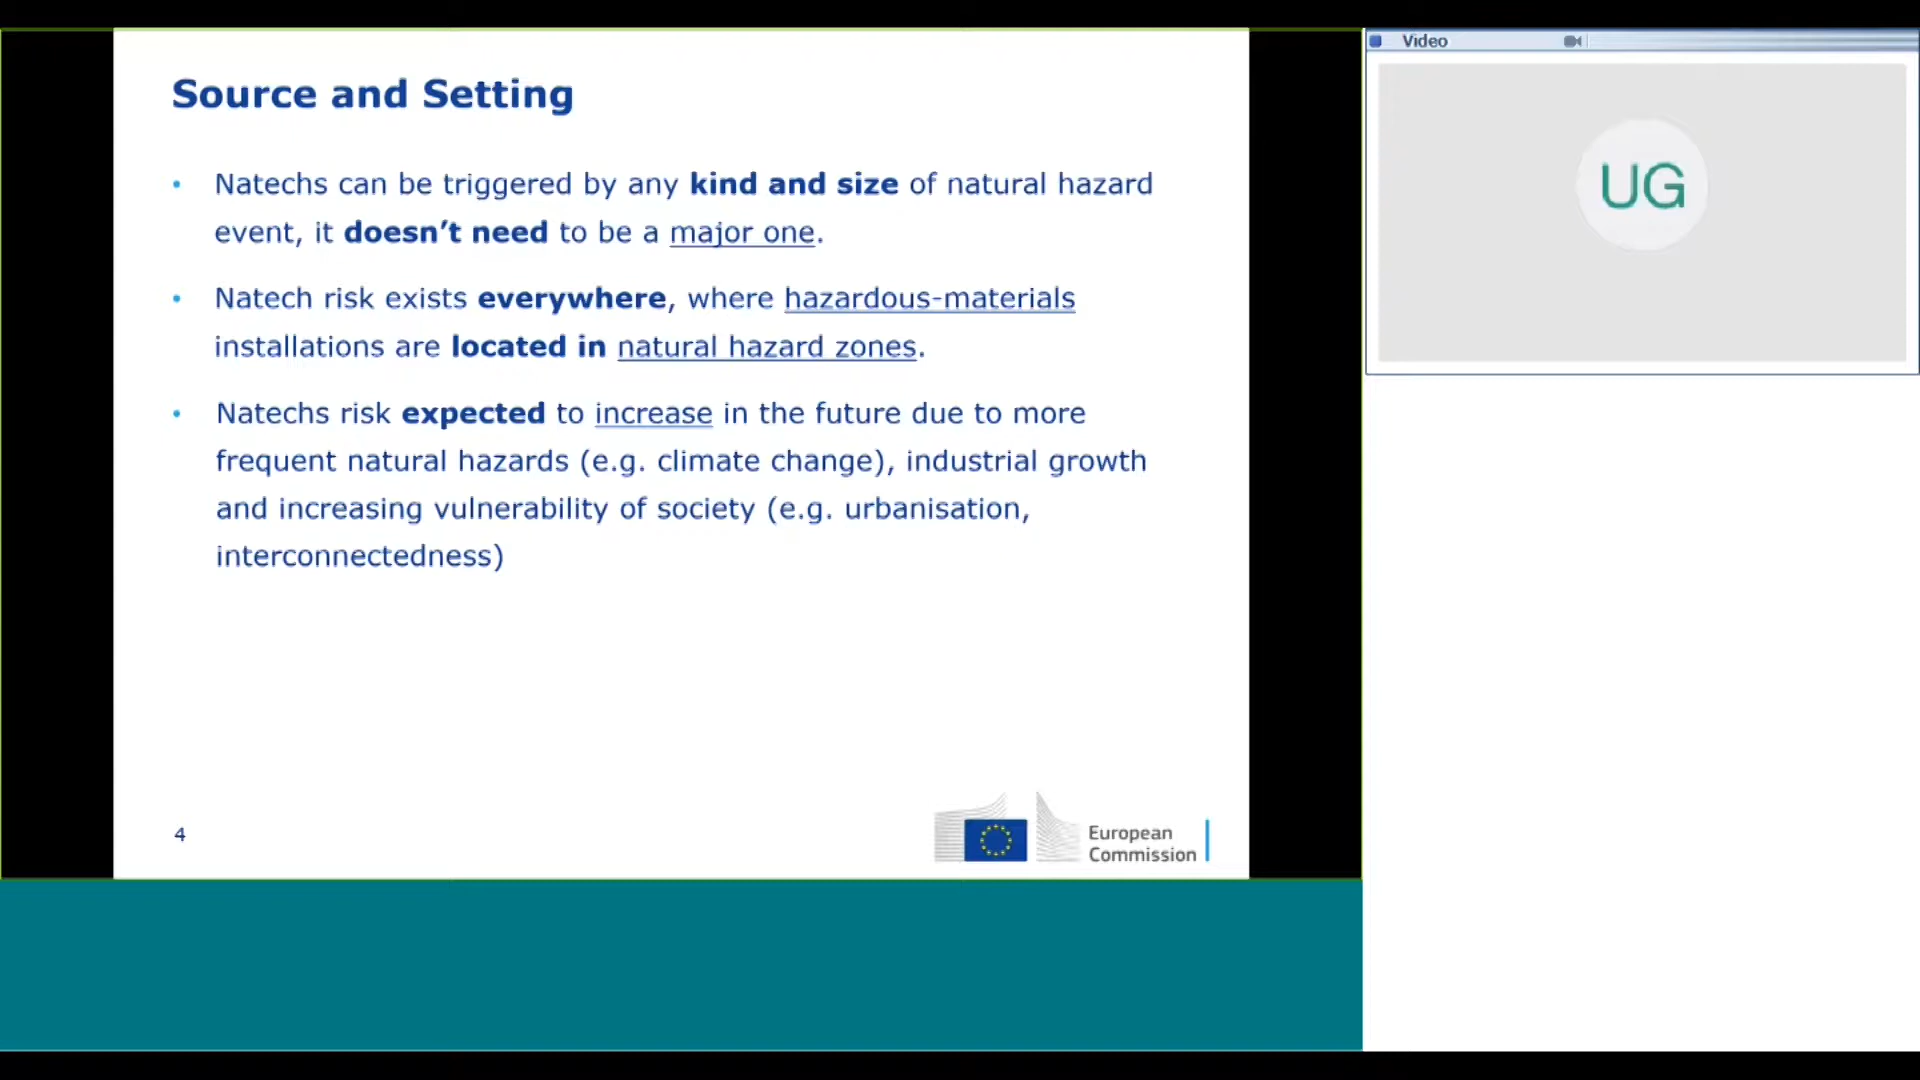 Source and Setting
• Natechs can be triggered by any kind and size of natural hazard
event, it doesn’t need to be a major one.
• Natech risk exists everywhere, where hazardous-materials
installations are located in natural hazard zones.
• Natechs risk expected to increase in the future due to more
frequent natural hazards (e.g. climate change), industrial growth
and increasing vulnerability of society (e.g. urbanisation,
interconnectedness)
4
European
Commission
Video
UG